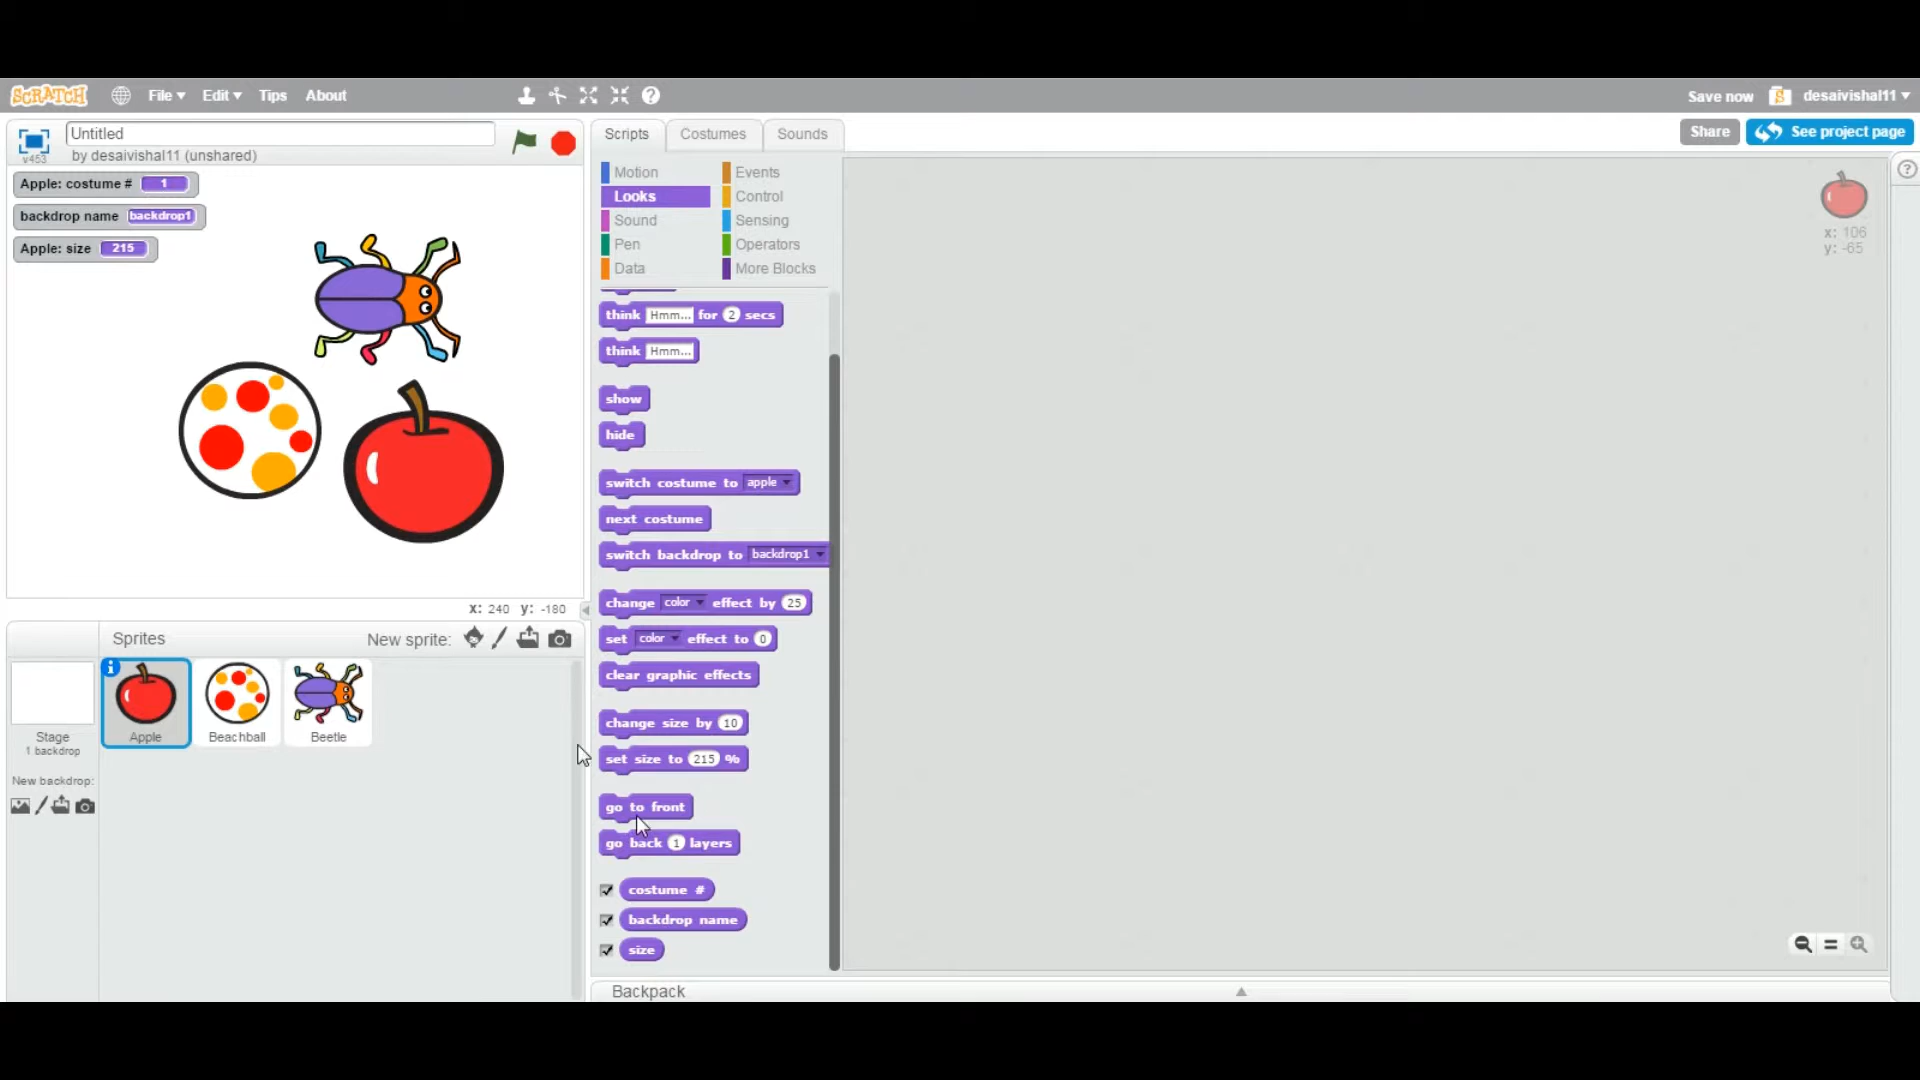 SCRATCH File Edit Tips About Save now desaivishal11
v453 Untitled
by desaivishal11 (unshared)
Scripts Costumes Sounds
Share See project page
Apple: costume # 1
backdrop name backdrop1
Apple: size 215
Motion Events
Looks Control
Sound Sensing
Pen Operators
Data More Blocks
x: 106
y: -65
think Hmm... for 2 secs
think Hmm...
show
hide
switch costume to apple
next costume
switch backdrop to backdrop1
change color effect by 25
set color effect to 0
clear graphic effects
change size by 10
set size to 215 %
go to front
go back 1 layers
costume #
backdrop name
size
x: 240 y: -180
Sprites New sprite:
Apple Beachball Beetle
Stage
1 backdrop
New backdrop:
Backpack